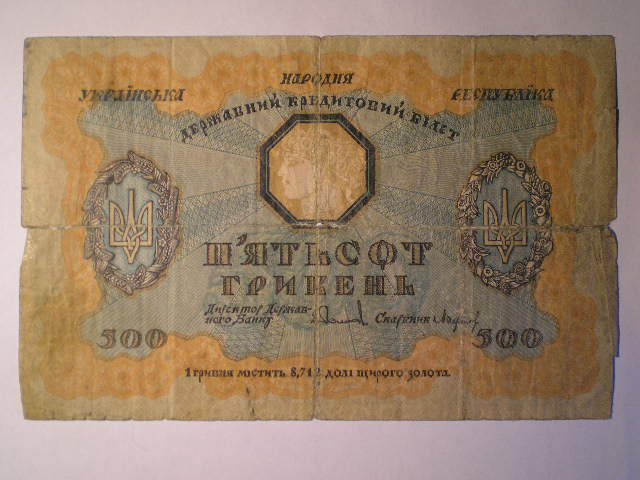 УКРАЇНСЬКА НАРОДНЯ РЕСПУБЛІКА
ДЕРЖАВНИЙ КРЕДИТОВИЙ БІЛЕТ
П'ЯТЬСОТ
ГРИВЕНЬ
Директор Держав-
ного Банку
Скарбник
500 500
1 гривня містить 8,712 долі щирого золота.